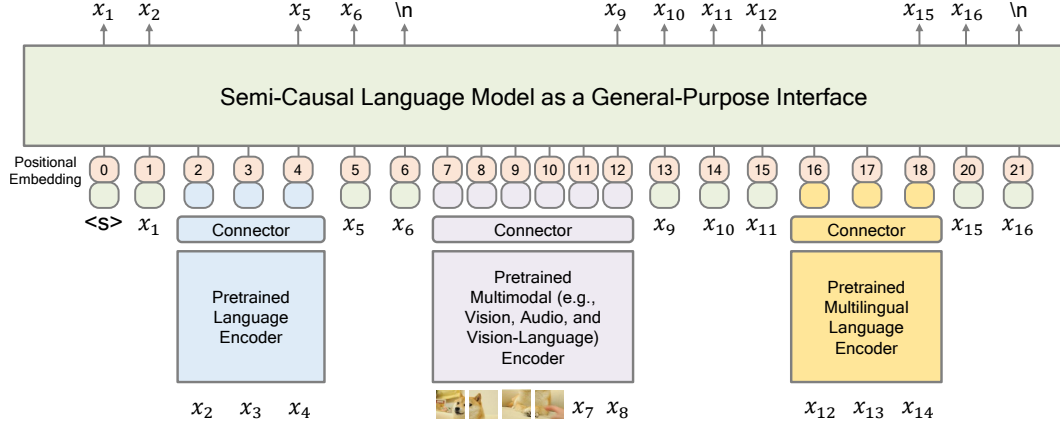 x₁ x₂ x₅ x₆ \n x₉ x₁₀ x₁₁ x₁₂ x₁₅ x₁₆ \n
Semi-Causal Language Model as a General-Purpose Interface
Positional
Embedding
0 1 2 3 4 5 6 7 8 9 10 11 12 13 14 15 16 17 18 20 21
<s> x₁ Connector x₅ x₆ Connector x₉ x₁₀ x₁₁ Connector x₁₅ x₁₆
Pretrained
Language
Encoder
Pretrained
Multimodal (e.g.,
Vision, Audio, and
Vision-Language)
Encoder
Pretrained
Multilingual
Language
Encoder
x₂ x₃ x₄ x₇ x₈ x₁₂ x₁₃ x₁₄